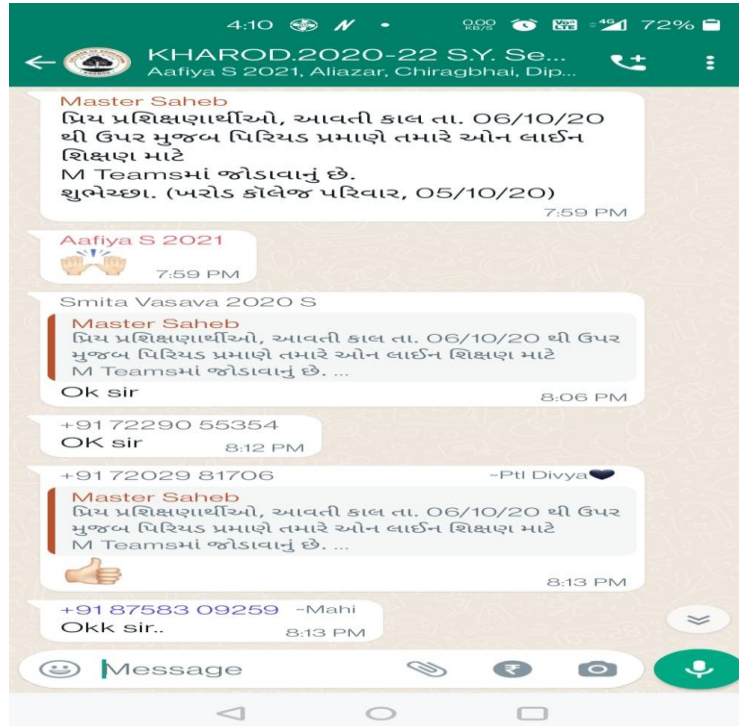 4:10
0.00 KB/S
VoLTE
4G
72%
KHAROD.2020-22 S.Y. Se...
Aafiya S 2021, Aliazar, Chiragbhai, Dip...
Master Saheb
પ્રિય પ્રશિક્ષણાર્થીઓ, આવતી કાલ તા. 06/10/20
થી ઉપર મુજબ પિરિયડ પ્રમાણે તમારે ઓન લાઈન
શિક્ષણ માટે
M Teamsમાં જોડાવાનું છે.
શુભેચ્છા. (ખરોડ કૉલેજ પરિવાર, 05/10/20)
7:59 PM
Aafiya S 2021
7:59 PM
Smita Vasava 2020 S
Master Saheb
પ્રિય પ્રશિક્ષણાર્થીઓ, આવતી કાલ તા. 06/10/20 થી ઉપર
મુજબ પિરિયડ પ્રમાણે તમારે ઓન લાઈન શિક્ષણ માટે
M Teamsમાં જોડાવાનું છે. ...
Ok sir
8:06 PM
+91 72290 55354
OK sir
8:12 PM
+91 72029 81706 ~Ptl Divya🖤
Master Saheb
પ્રિય પ્રશિક્ષણાર્થીઓ, આવતી કાલ તા. 06/10/20 થી ઉપર
મુજબ પિરિયડ પ્રમાણે તમારે ઓન લાઈન શિક્ષણ માટે
M Teamsમાં જોડાવાનું છે. ...
8:13 PM
+91 87583 09259 ~Mahi
Okk sir..
8:13 PM
Message